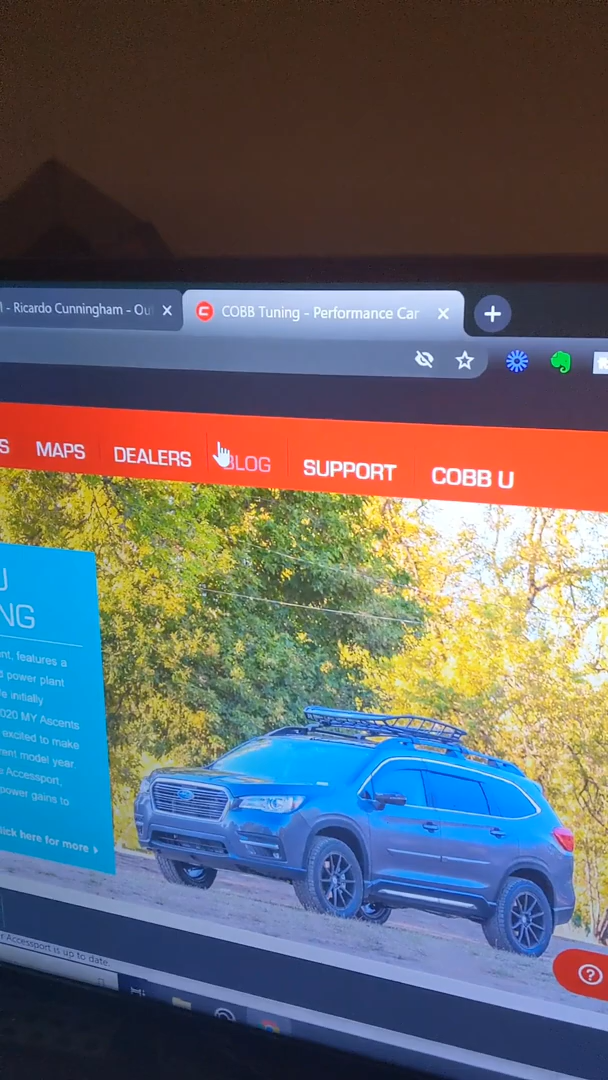 - Ricardo Cunningham - Ou
COBB Tuning - Performance Car
S MAPS DEALERS BLOG SUPPORT COBB U
U
NG
nt, features a
power plant
e initially
020 MY Ascents
excited to make
rent model year
Accessport,
power gains to
lick here for more
r Accessport is up to date.